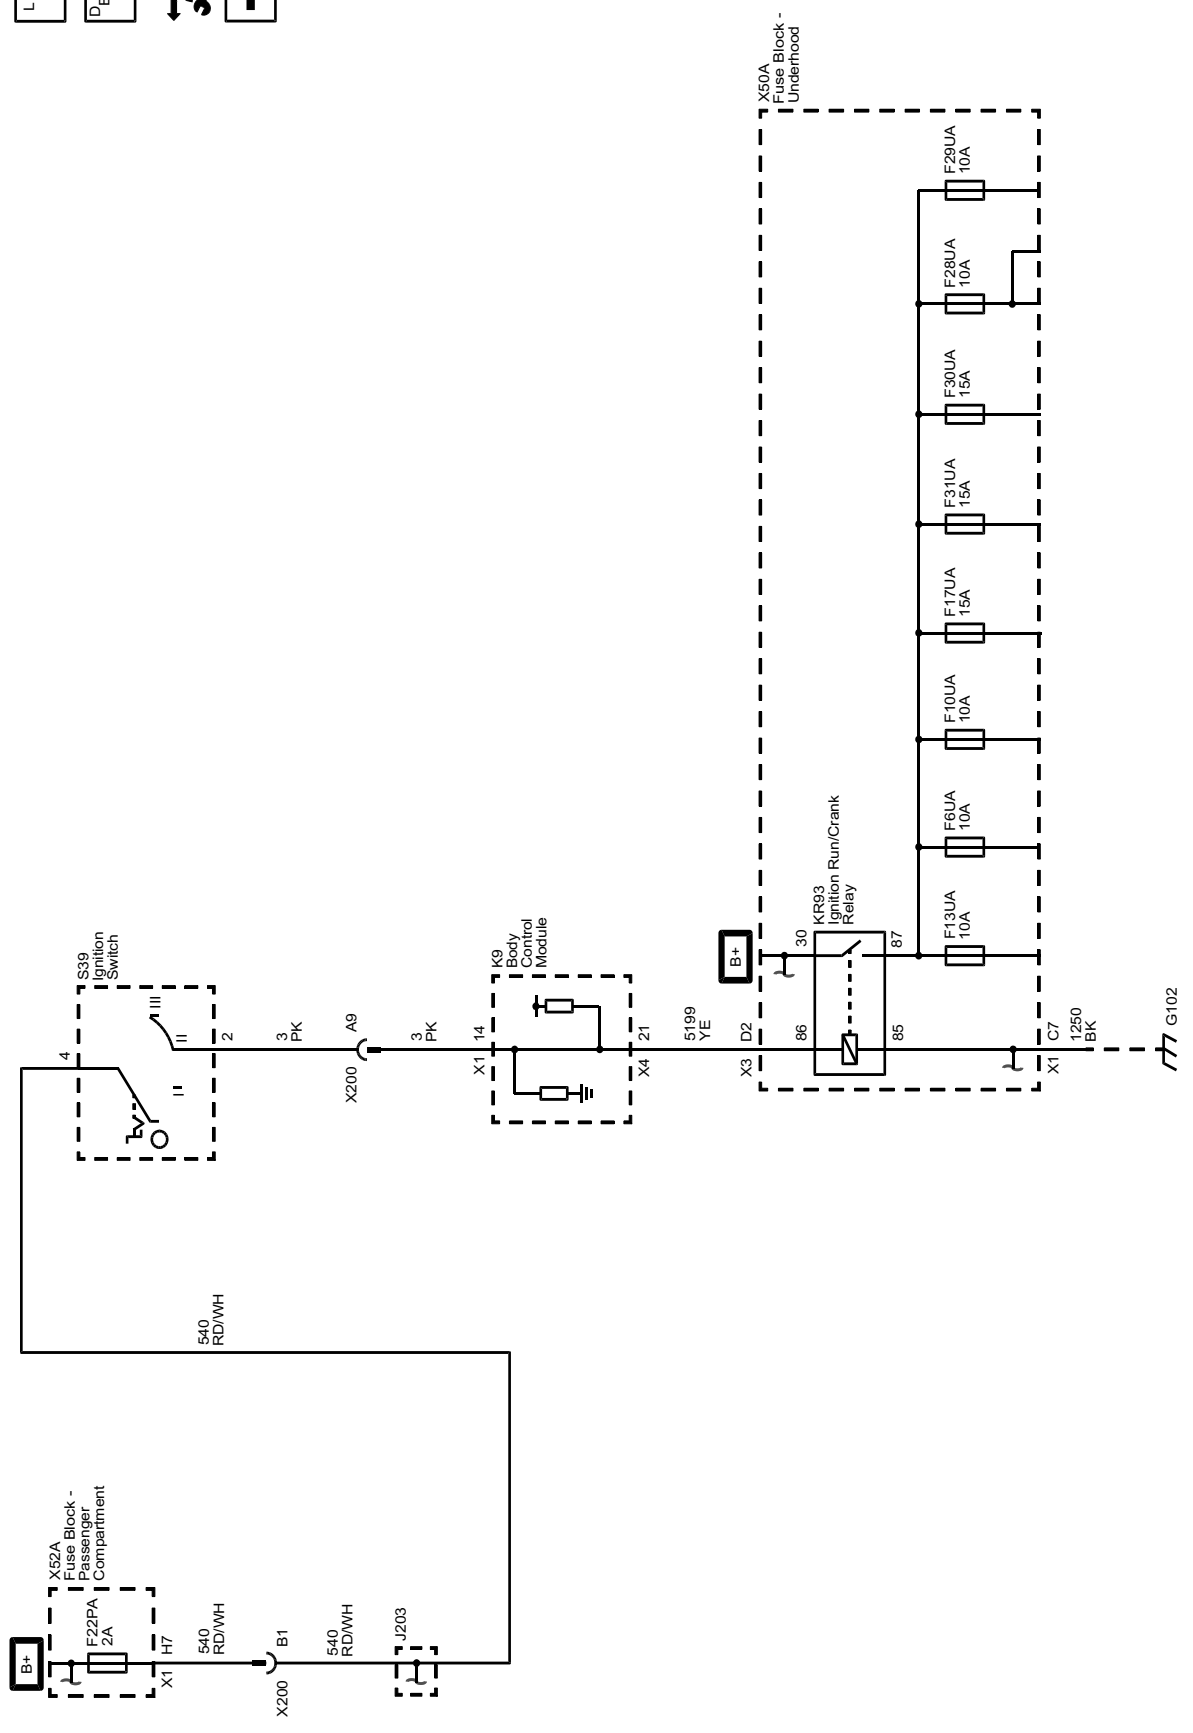 L
D
E
B+
X52A
Fuse Block -
Passenger
Compartment
F22PA
2A
X1
H7
540
RD/WH
X200
B1
540
RD/WH
J203
540
RD/WH
4
S39
Ignition
Switch
O
I
II
III
2
3
PK
X200
A9
3
PK
X1
14
K9
Body
Control
Module
X4
21
5199
YE
X3
D2
B+
X50A
Fuse Block -
Underhood
86
30
KR93
Ignition Run/Crank
Relay
85
87
F13UA
10A
F6UA
10A
F10UA
10A
F17UA
15A
F31UA
15A
F30UA
15A
F28UA
10A
F29UA
10A
X1
C7
1250
BK
G102